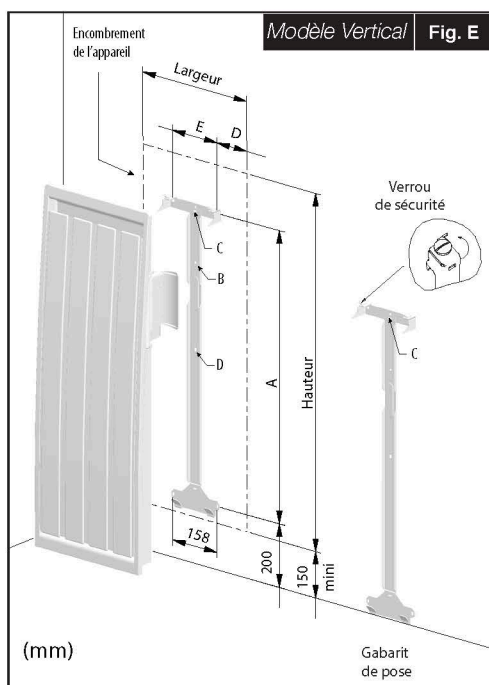 Modèle Vertical Fig. E
Encombrement
de l'appareil
Largeur
E D
Verrou
de sécurité
C
B
D
A
Hauteur
C
158
200
150
mini
(mm)
Gabarit
de pose